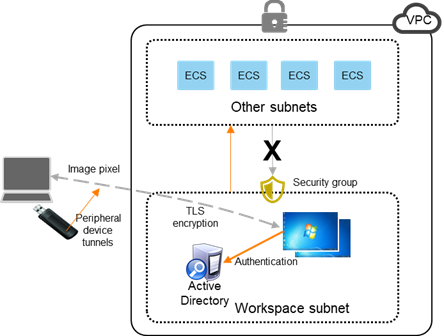 VPC
ECS ECS ECS ECS
Other subnets
Image pixel
X
Security group
Peripheral
device
tunnels
TLS
encryption
Authentication
Active
Directory
Workspace subnet